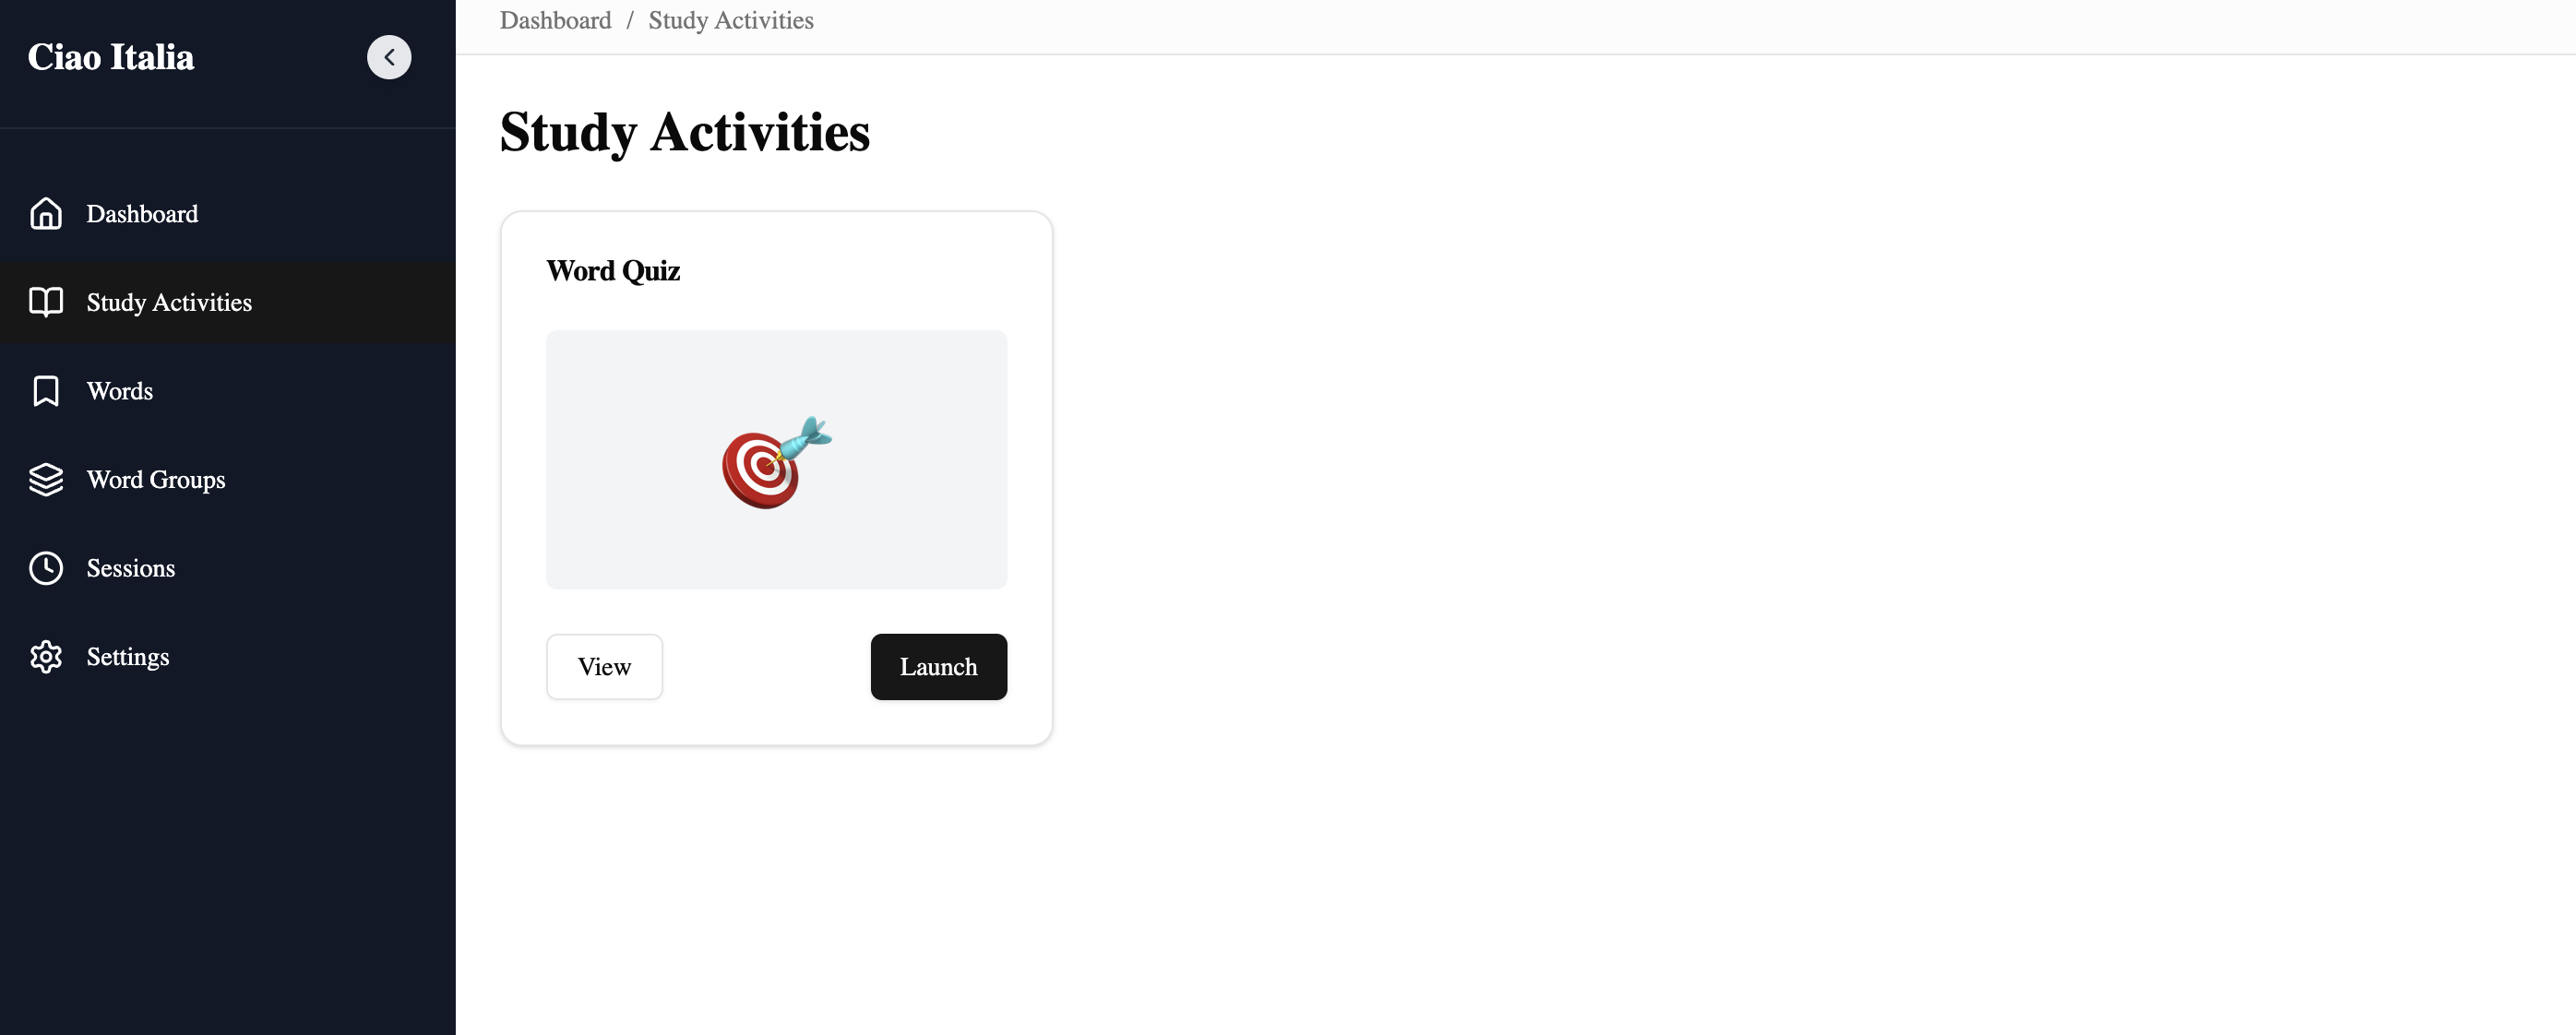 Ciao Italia
Dashboard
Study Activities
Words
Word Groups
Sessions
Settings
Dashboard / Study Activities
Study Activities
Word Quiz
View
Launch